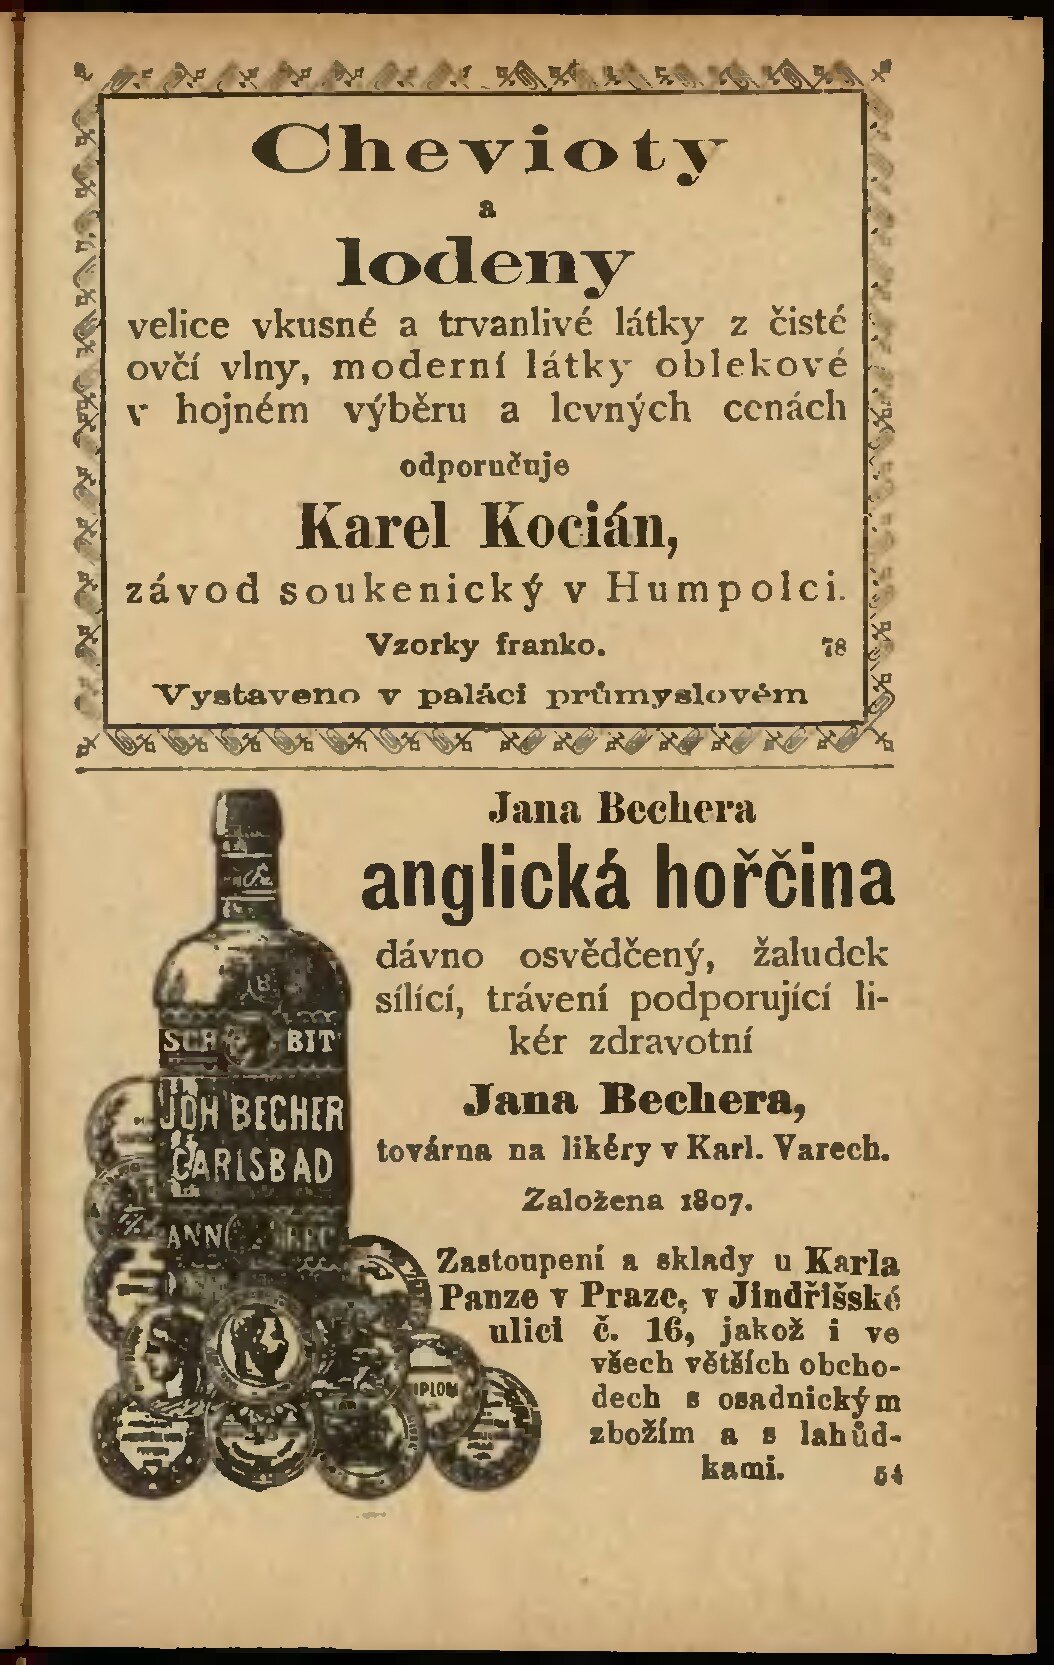 Chevioty
a
lodeny
velice vkusné a trvanlivé látky z čisté
ovčí vlny, moderní látky oblekové
v hojném výběru a levných cenách
odporučuje
Karel Kocián,
závod soukenický v Humpolci.
Vzorky franko. 78
Vystaveno v paláci průmyslovém
Jana Bechera
anglická hořčina
dávno osvědčený, žaludek
sílící, trávení podporující li-
kér zdravotní
Jana Bechera,
továrna na likéry v Karl. Varech.
Založena 1807.
Zastoupení a sklady u Karla
Panze v Praze, v Jindřišské
ulici č. 16, jakož i ve
všech větších obcho-
dech s osadnickým
zbožím a s lahůd-
kami. 54
BIT
JOH BECHER
CARLSBAD